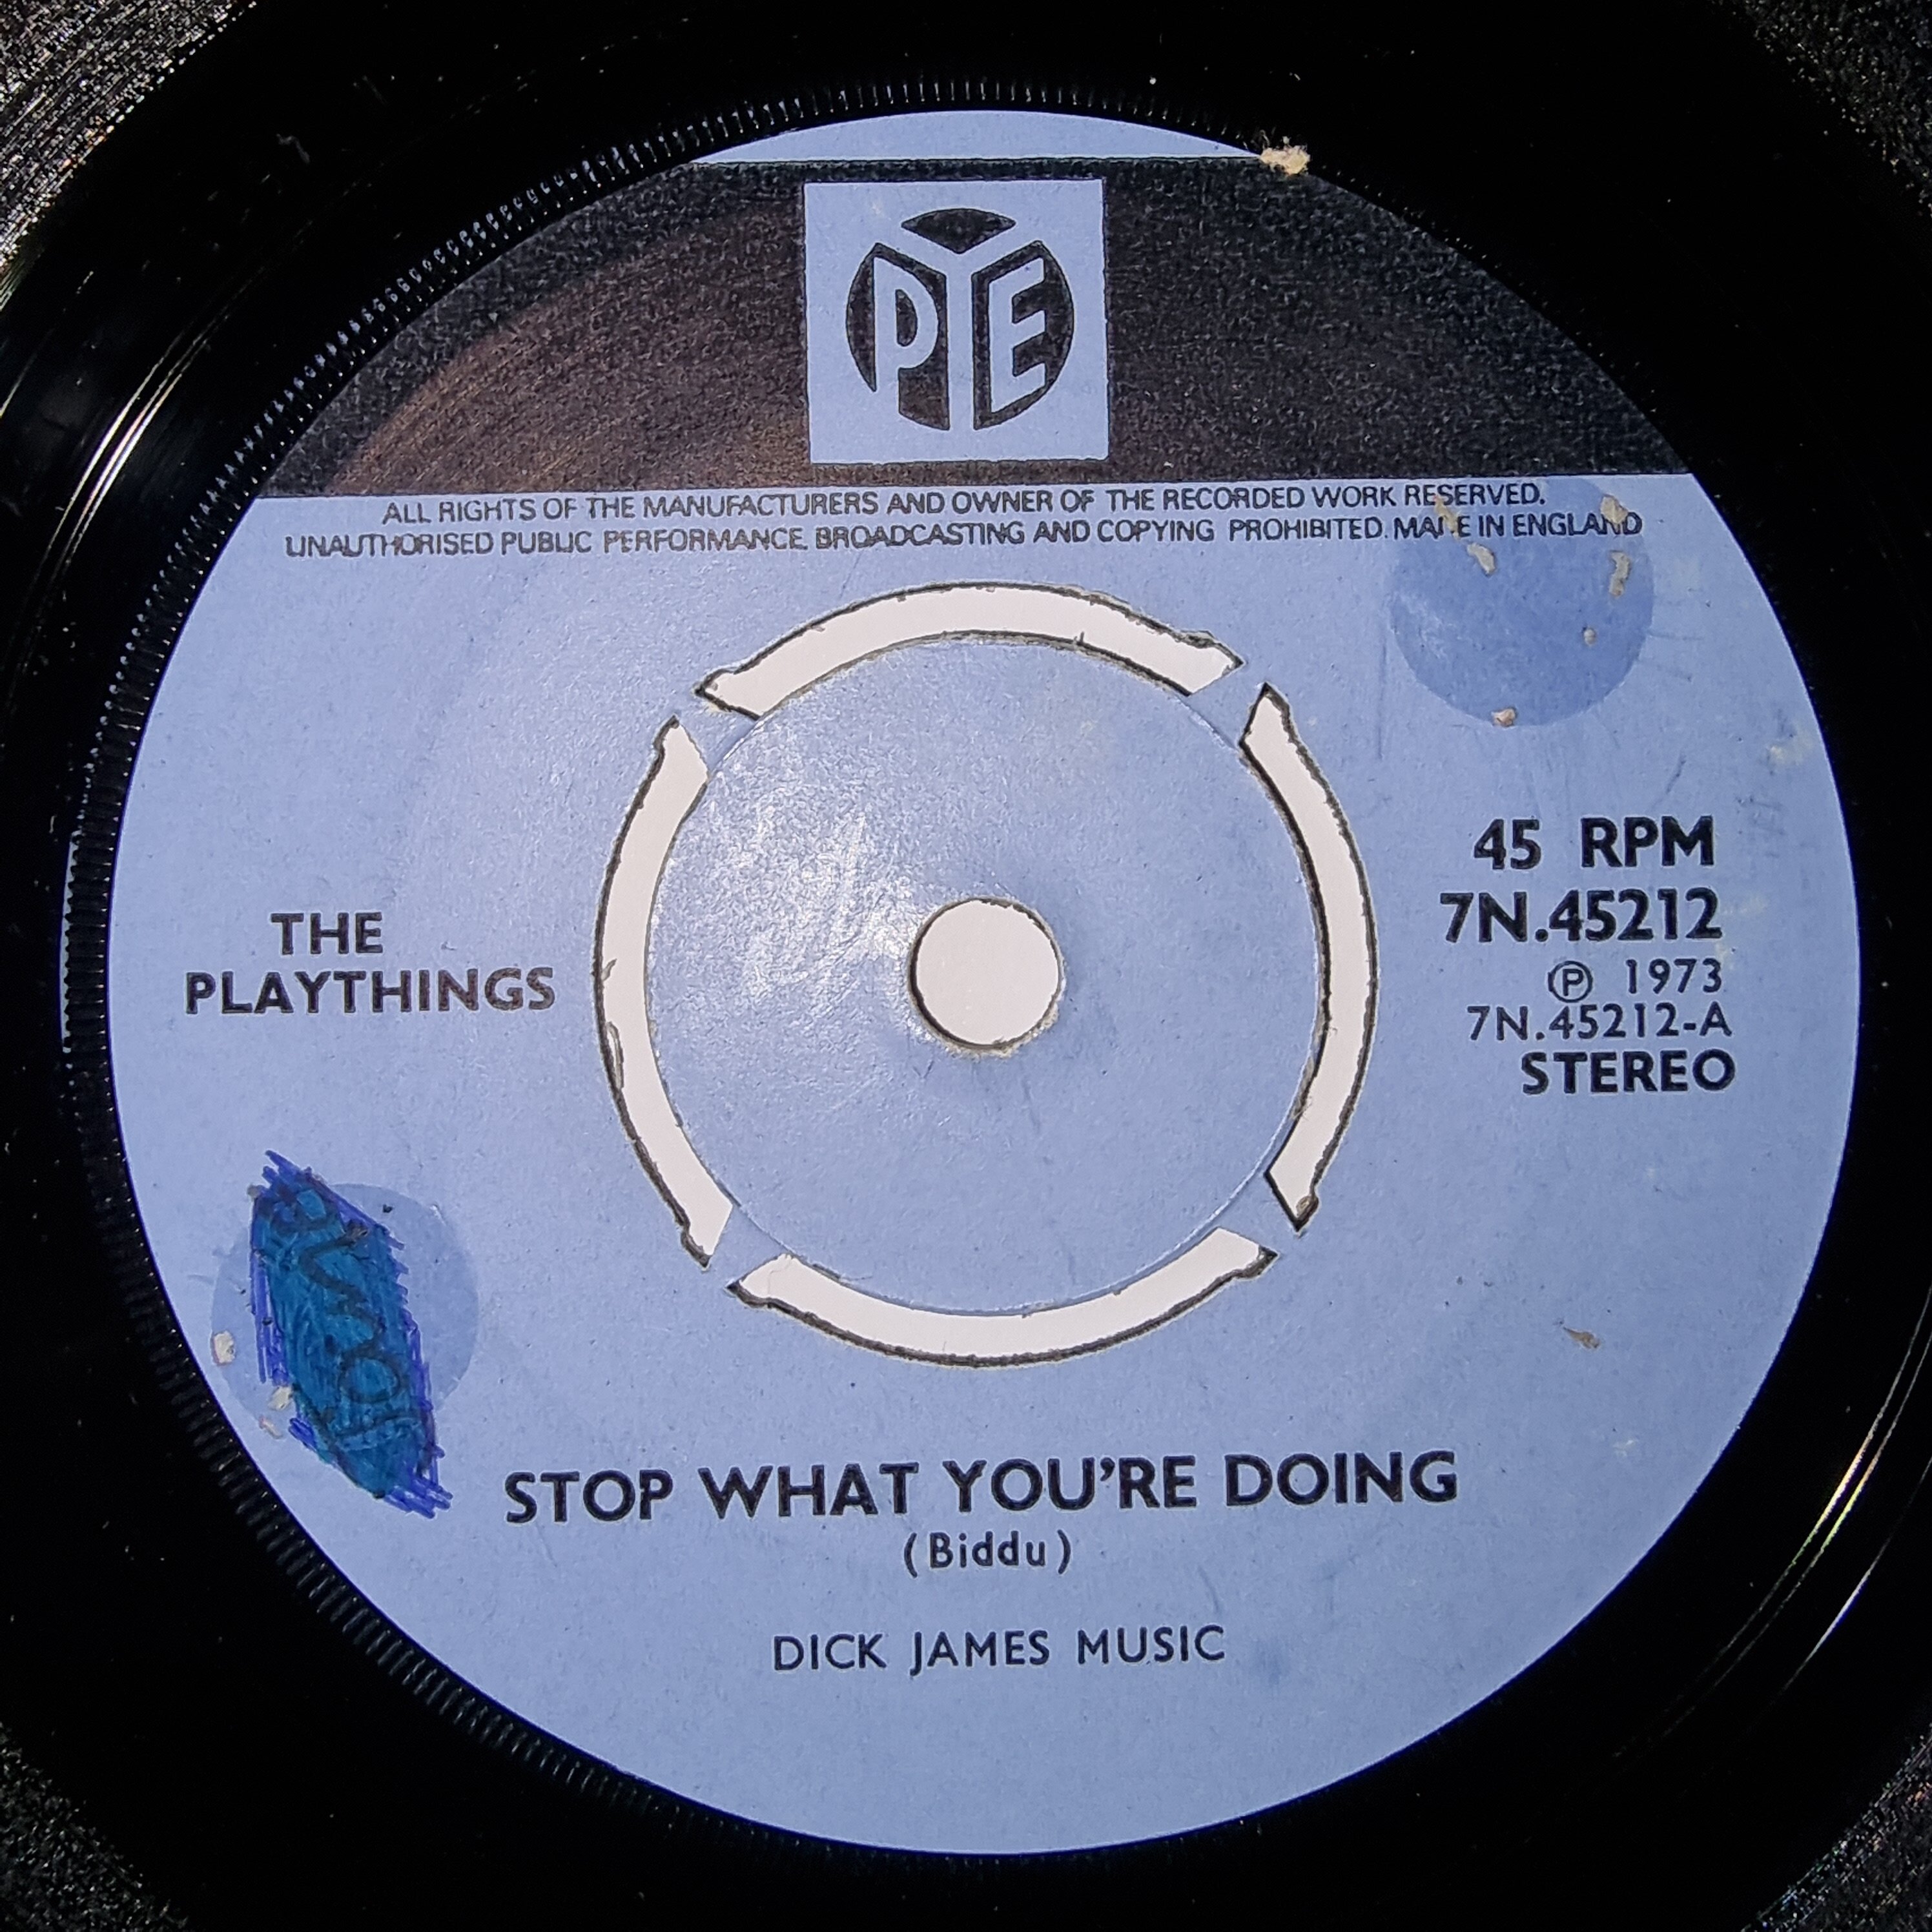 PYE
ALL RIGHTS OF THE MANUFACTURERS AND OWNER OF THE RECORDED WORK RESERVED.
UNAUTHORISED PUBLIC PERFORMANCE, BROADCASTING AND COPYING PROHIBITED. MADE IN ENGLAND
THE
PLAYTHINGS
45 RPM
7N.45212
Ⓟ 1973
7N.45212-A
STEREO
STOP WHAT YOU'RE DOING
(Biddu)
DICK JAMES MUSIC